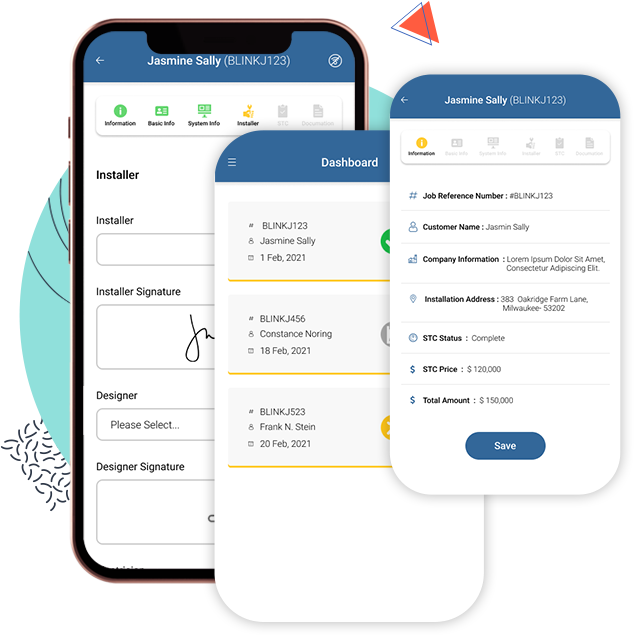 Jasmine Sally (BLINKJ123)
Information
Basic Info
System Info
Installer
STC
Documation
Installer
Installer
Installer Signature
Designer
Please Select...
Designer Signature
Dashboard
# BLINKJ123
Jasmine Sally
1 Feb, 2021
# BLINKJ456
Constance Noring
18 Feb, 2021
# BLINKJ523
Frank N. Stein
20 Feb, 2021
Jasmine Sally (BLINKJ123)
Information
Basic Info
System Info
Installer
STC
Documation
# Job Reference Number : #BLINKJ123
Customer Name : Jasmin Sally
Company Information : Lorem Ipsum Dolor Sit Amet,
Consectetur Adipiscing Elit.
Installation Address : 383 Oakridge Farm Lane,
Milwaukee- 53202
STC Status : Complete
$ STC Price : $ 120,000
$ Total Amount : $ 150,000
Save